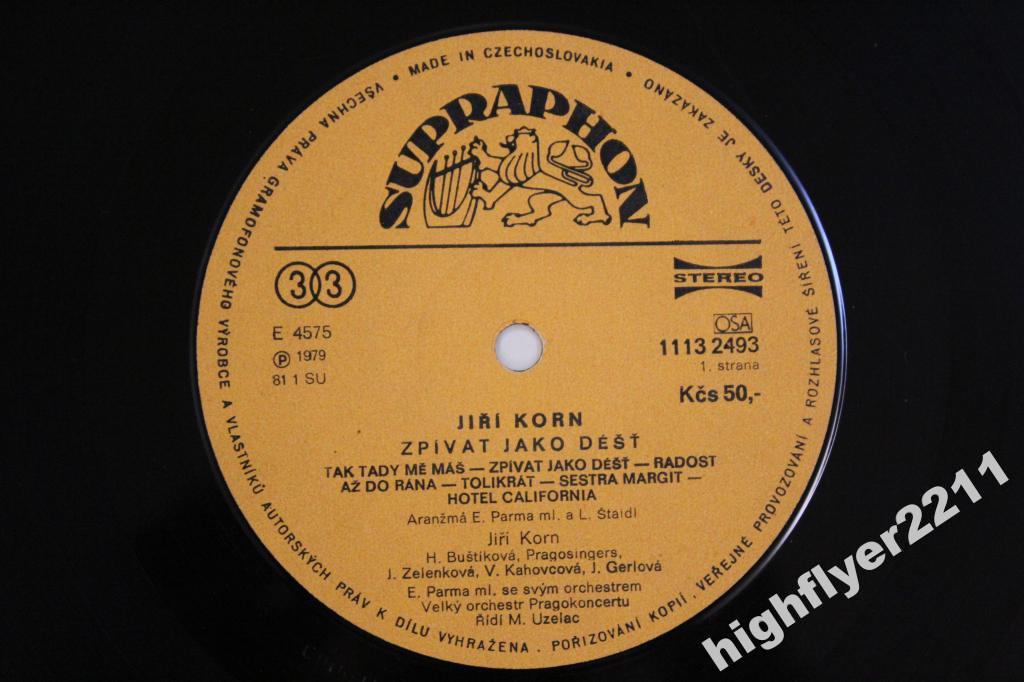 VŠECHNA PRÁVA GRAMOFONOVÉHO VÝROBCE A VLASTNÍKŮ AUTORSKÝCH PRÁV K DÍLU VYHRAŽENA . POŘIZOVÁNÍ KOPIÍ . VEŘEJNÉ PROVOZOVÁNÍ A ROZHLASOVÉ ŠÍŘENÍ TÉTO DESKY JE ZAKÁZÁNO
• MADE IN CZECHOSLOVAKIA •
SUPRAPHON
33
STEREO
E 4575
Ⓟ 1979
81 1 SU
OSA
1113 2493
1. strana
Kčs 50,-
JIŘÍ KORN
ZPÍVAT JAKO DÉŠŤ
TAK TADY MĚ MÁŠ — ZPÍVAT JAKO DÉŠŤ — RADOST
AŽ DO RÁNA — TOLIKRÁT — SESTRA MARGIT —
HOTEL CALIFORNIA
Aranžmá E. Parma ml. a L. Štaidl
Jiří Korn
H. Buštíková, Pragosingers,
J. Zelenková, V. Kahovcová, J. Gerlová
E. Parma ml. se svým orchestrem
Velký orchestr Pragokoncertu
Řídí M. Uzelac
highflyer2211